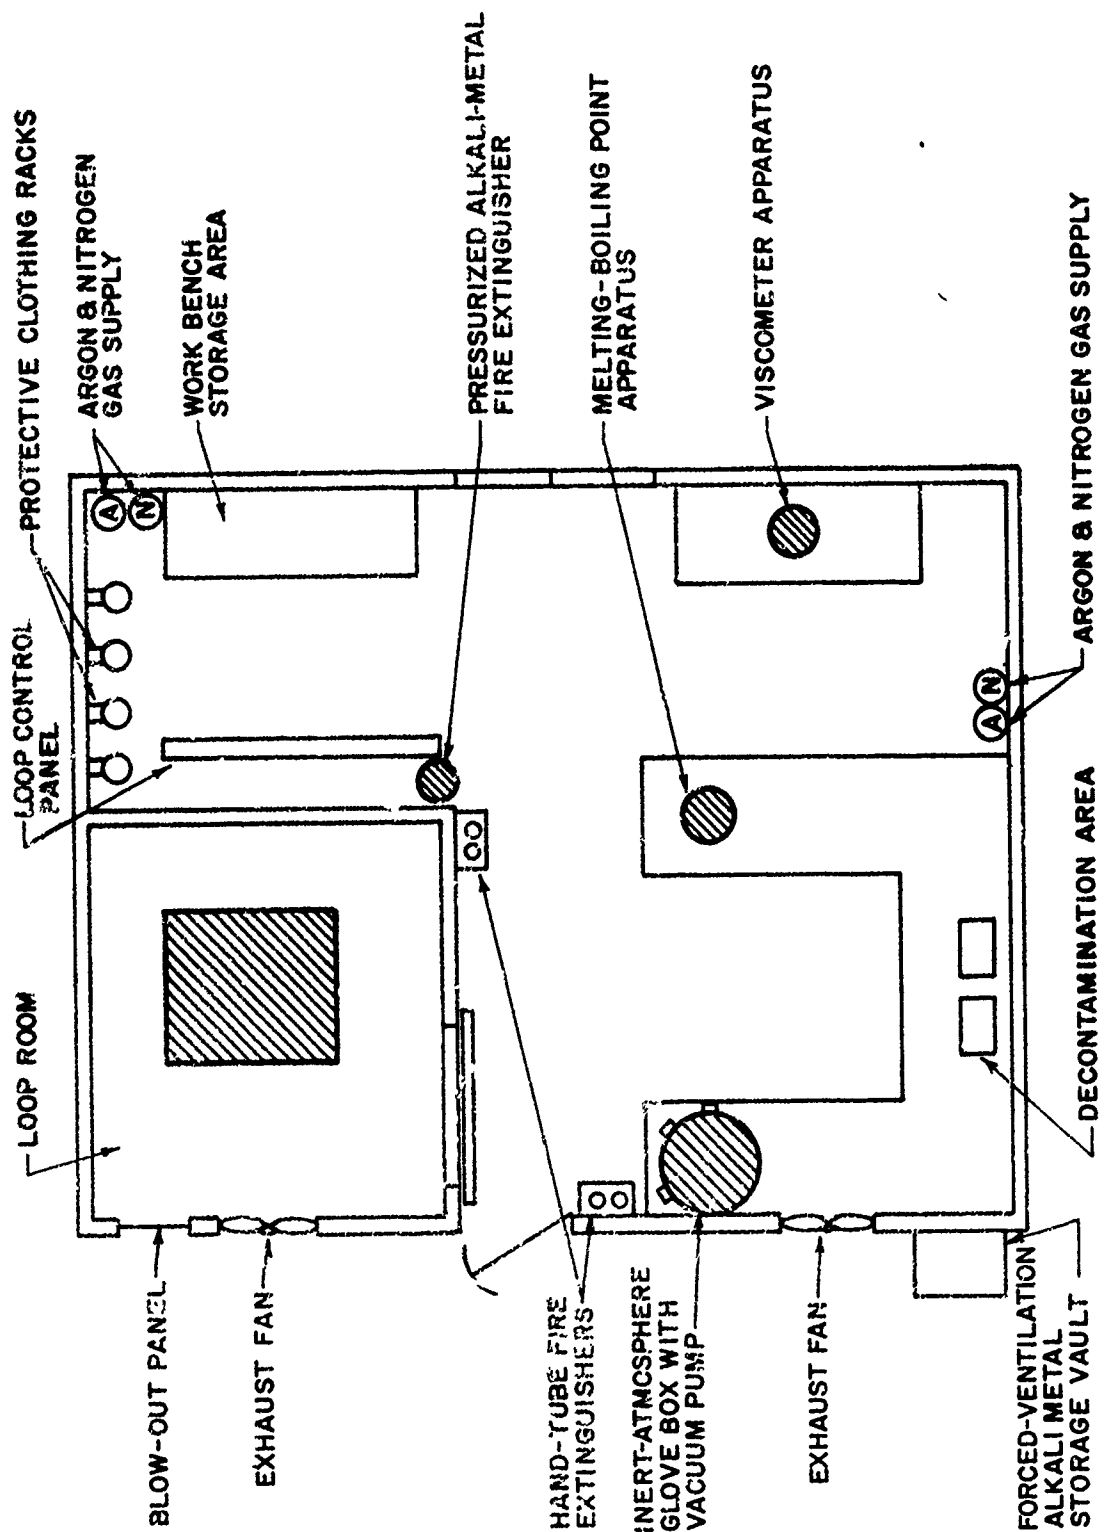 PROTECTIVE CLOTHING RACKS
LOOP CONTROL
PANEL
LOOP ROOM
ARGON & NITROGEN
GAS SUPPLY
WORK BENCH
STORAGE AREA
PRESSURIZED ALKALI-METAL
FIRE EXTINGUISHER
MELTING-BOILING POINT
APPARATUS
VISCOMETER APPARATUS
ARGON & NITROGEN GAS SUPPLY
DECONTAMINATION AREA
A
N
A
N
BLOW-OUT PANEL
EXHAUST FAN
HAND-TUBE FIRE
EXTINGUISHERS
INERT-ATMCSPHERE
GLOVE BOX WITH
VACUUM PUMP
EXHAUST FAN
FORCED-VENTILATION
ALKALI METAL
STORAGE VAULT